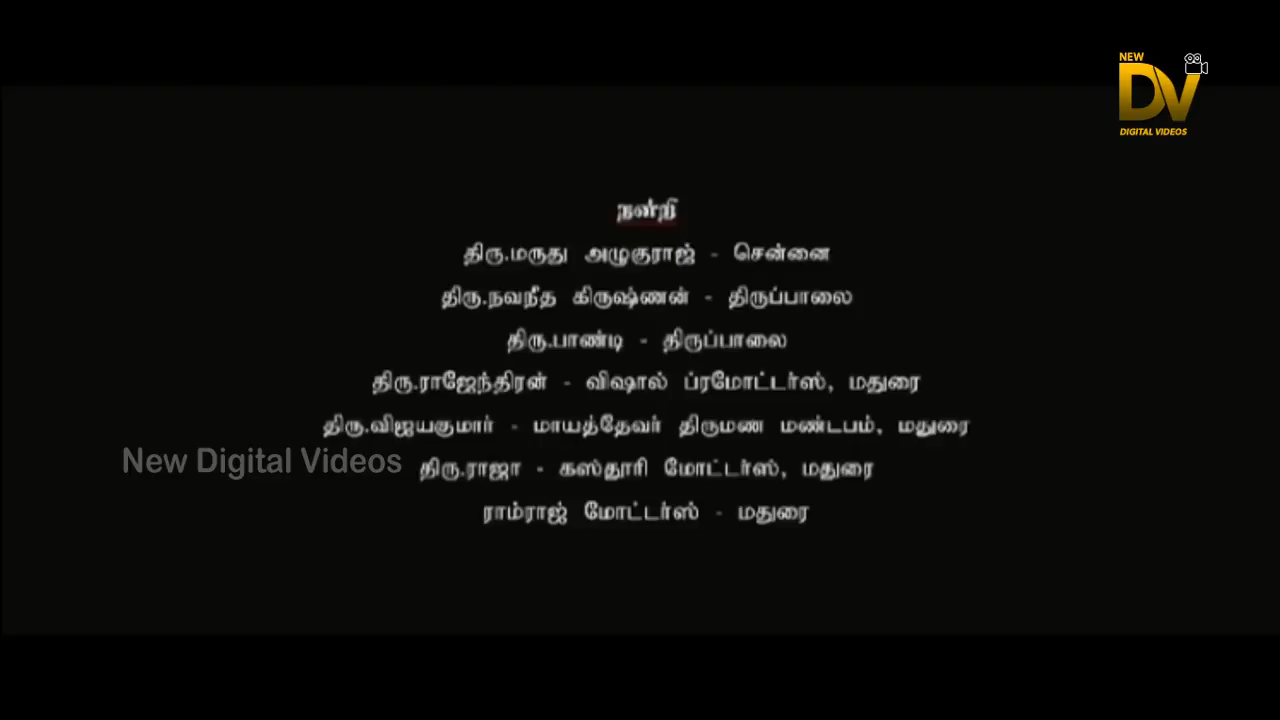 NEW
DV
DIGITAL VIDEOS
நன்றி
திரு.மருது அழுகுராஜ் - சென்னை
திரு.நவநீத கிருஷ்ணன் - திருப்பாலை
திரு.பாண்டி - திருப்பாலை
திரு.ராஜேந்திரன் - விஷால் ப்ரமோட்டர்ஸ், மதுரை
திரு.விஜயகுமார் - மாயத்தேவர் திருமண மண்டபம், மதுரை
New Digital Videos
திரு.ராஜா - கஸ்தூரி மோட்டர்ஸ், மதுரை
ராம்ராஜ் மோட்டர்ஸ் - மதுரை